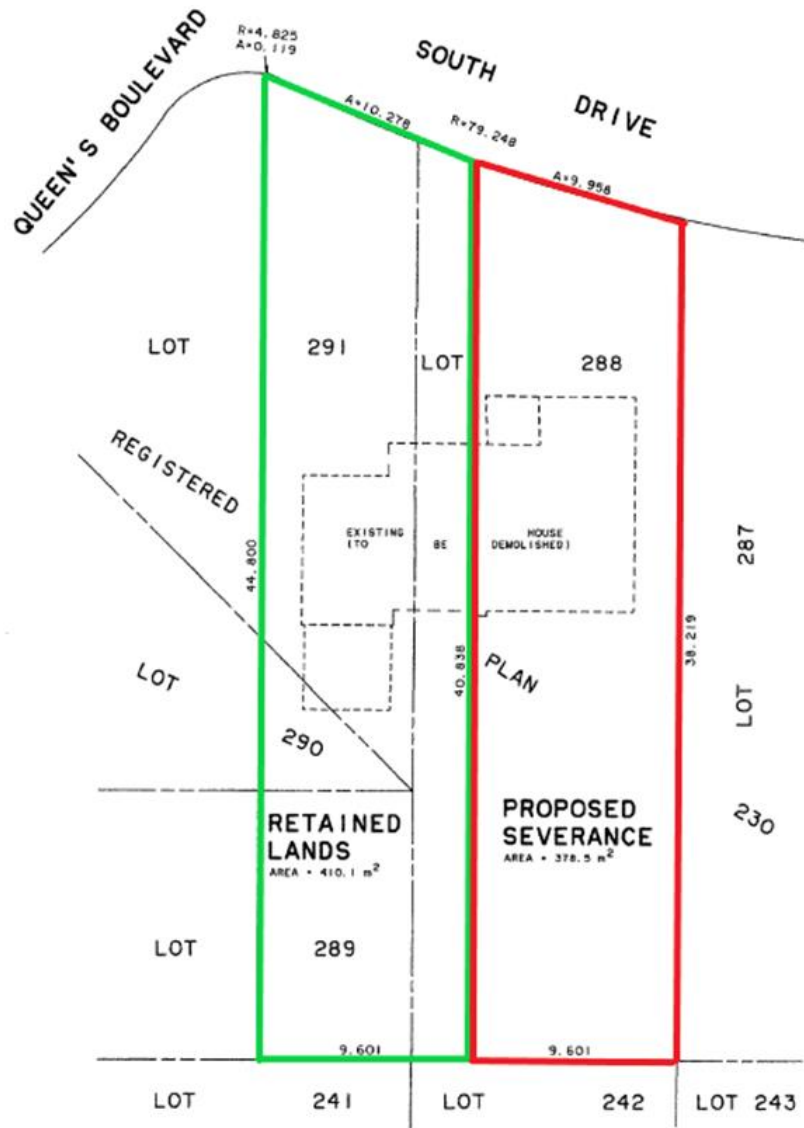 QUEEN'S BOULEVARD
R=4.825
A=0.119
SOUTH DRIVE
A=10.278
R=79.248
A=9.958
LOT 291
LOT 288
REGISTERED
EXISTING HOUSE
(TO BE DEMOLISHED)
44.800
40.838
38.219
287
LOT
PLAN
LOT
290
230
RETAINED
LANDS
AREA = 410.1 m²
PROPOSED
SEVERANCE
AREA = 378.5 m²
LOT 289
9.601
9.601
LOT 241
LOT 242
LOT 243